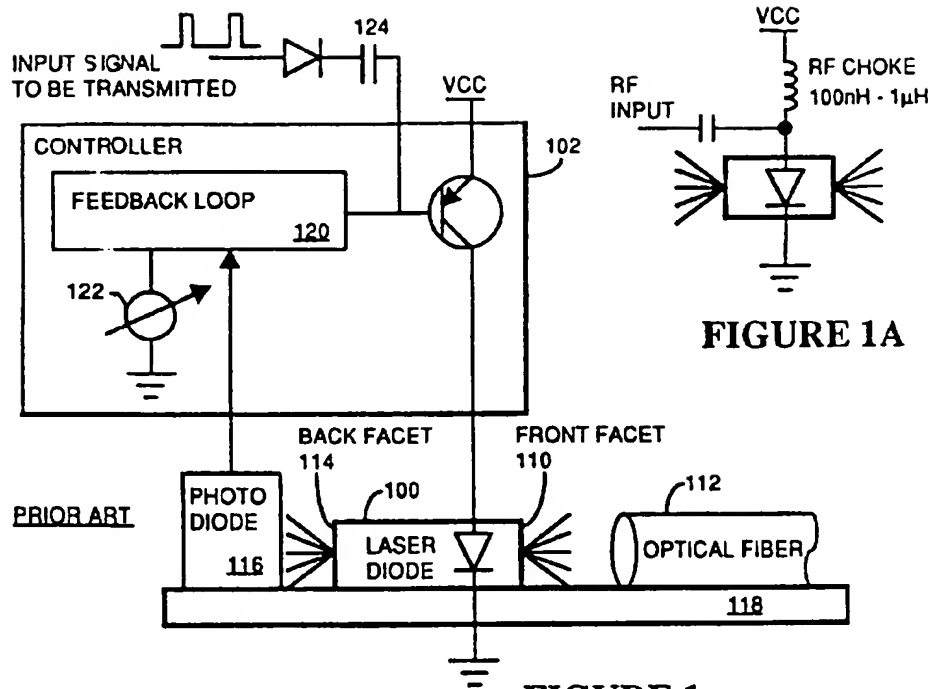 124
INPUT SIGNAL
TO BE TRANSMITTED
VCC
CONTROLLER
102
FEEDBACK LOOP
120
122
VCC
RF CHOKE
100nH - 1µH
RF
INPUT
FIGURE 1A
BACK FACET
114
FRONT FACET
110
100
112
PRIOR ART
PHOTO
DIODE
116
LASER
DIODE
OPTICAL FIBER
118
FIGURE 1